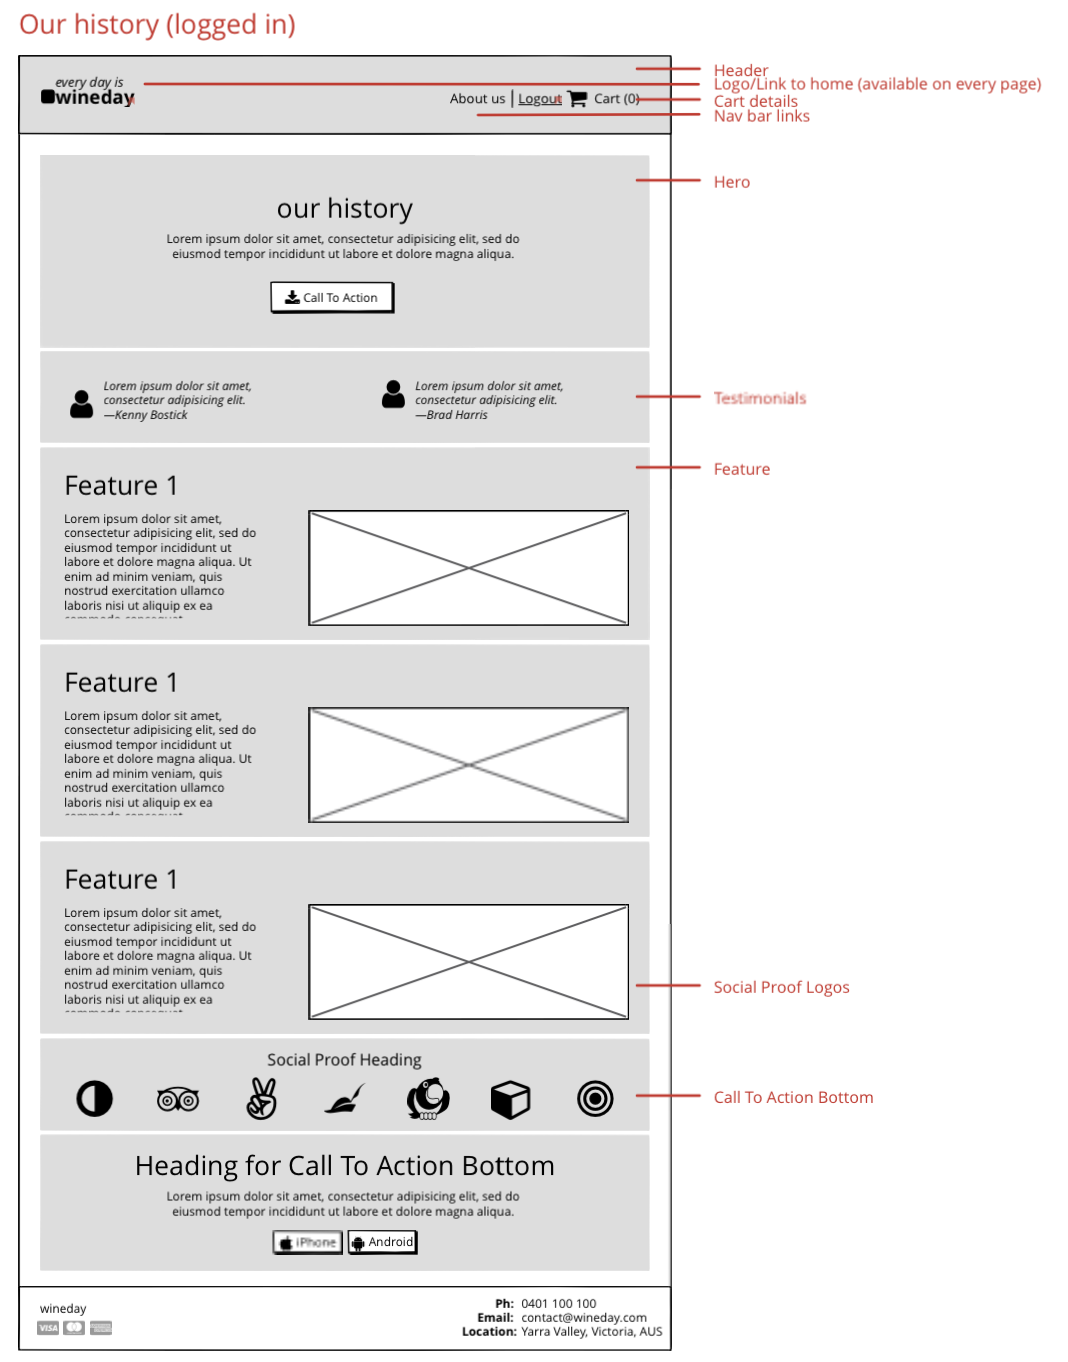 Our history (logged in)
every day is
wineday
About us | Logout Cart (0)
Header
Logo/Link to home (available on every page)
Cart details
Nav bar links
Hero
our history
Lorem ipsum dolor sit amet, consectetur adipisicing elit, sed do
eiusmod tempor incididunt ut labore et dolore magna aliqua.
Call To Action
Lorem ipsum dolor sit amet,
consectetur adipisicing elit.
—Kenny Bostick
Lorem ipsum dolor sit amet,
consectetur adipisicing elit.
—Brad Harris
Testimonials
Feature
Feature 1
Lorem ipsum dolor sit amet,
consectetur adipisicing elit, sed do
eiusmod tempor incididunt ut
labore et dolore magna aliqua. Ut
enim ad minim veniam, quis
nostrud exercitation ullamco
laboris nisi ut aliquip ex ea
Feature 1
Lorem ipsum dolor sit amet,
consectetur adipisicing elit, sed do
eiusmod tempor incididunt ut
labore et dolore magna aliqua. Ut
enim ad minim veniam, quis
nostrud exercitation ullamco
laboris nisi ut aliquip ex ea
Feature 1
Lorem ipsum dolor sit amet,
consectetur adipisicing elit, sed do
eiusmod tempor incididunt ut
labore et dolore magna aliqua. Ut
enim ad minim veniam, quis
nostrud exercitation ullamco
laboris nisi ut aliquip ex ea
Social Proof Logos
Social Proof Heading
Call To Action Bottom
Heading for Call To Action Bottom
Lorem ipsum dolor sit amet, consectetur adipisicing elit, sed do
eiusmod tempor incididunt ut labore et dolore magna aliqua.
iPhone
Android
wineday
VISA
Ph: 0401 100 100
Email: contact@wineday.com
Location: Yarra Valley, Victoria, AUS